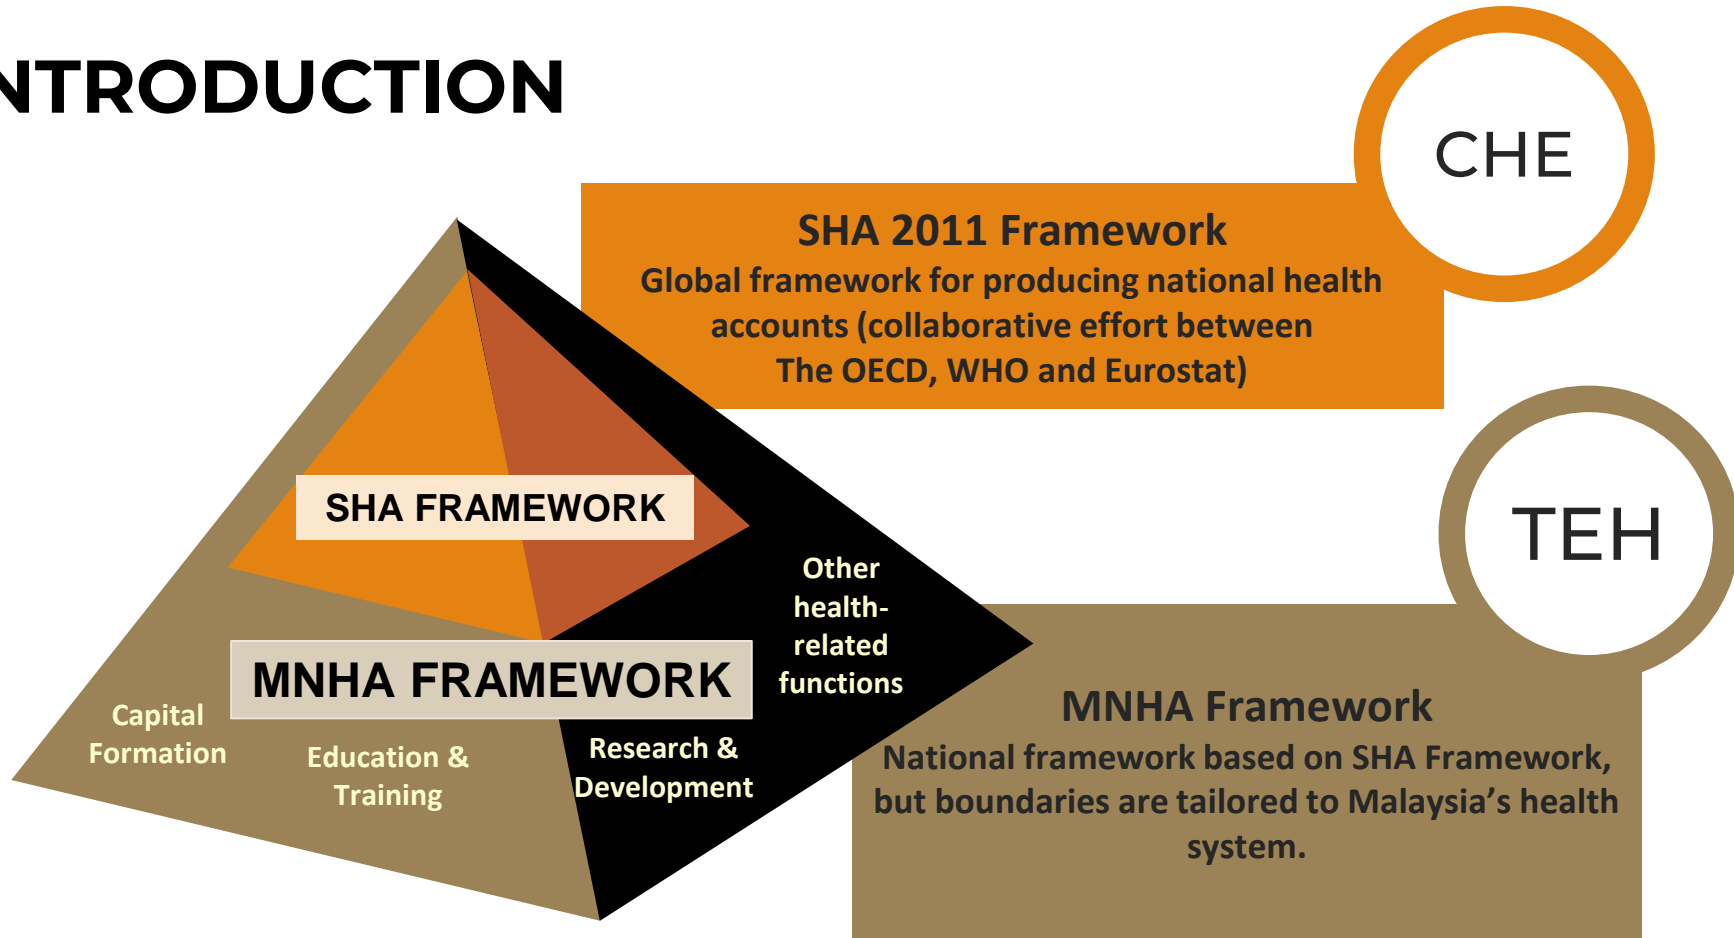 NTRODUCTION
CHE
SHA 2011 Framework
Global framework for producing national health
accounts (collaborative effort between
The OECD, WHO and Eurostat)
SHA FRAMEWORK
TEH
Other
health-
related
functions
MNHA FRAMEWORK
Capital
Formation
Education &
Training
Research &
Development
MNHA Framework
National framework based on SHA Framework,
but boundaries are tailored to Malaysia’s health
system.